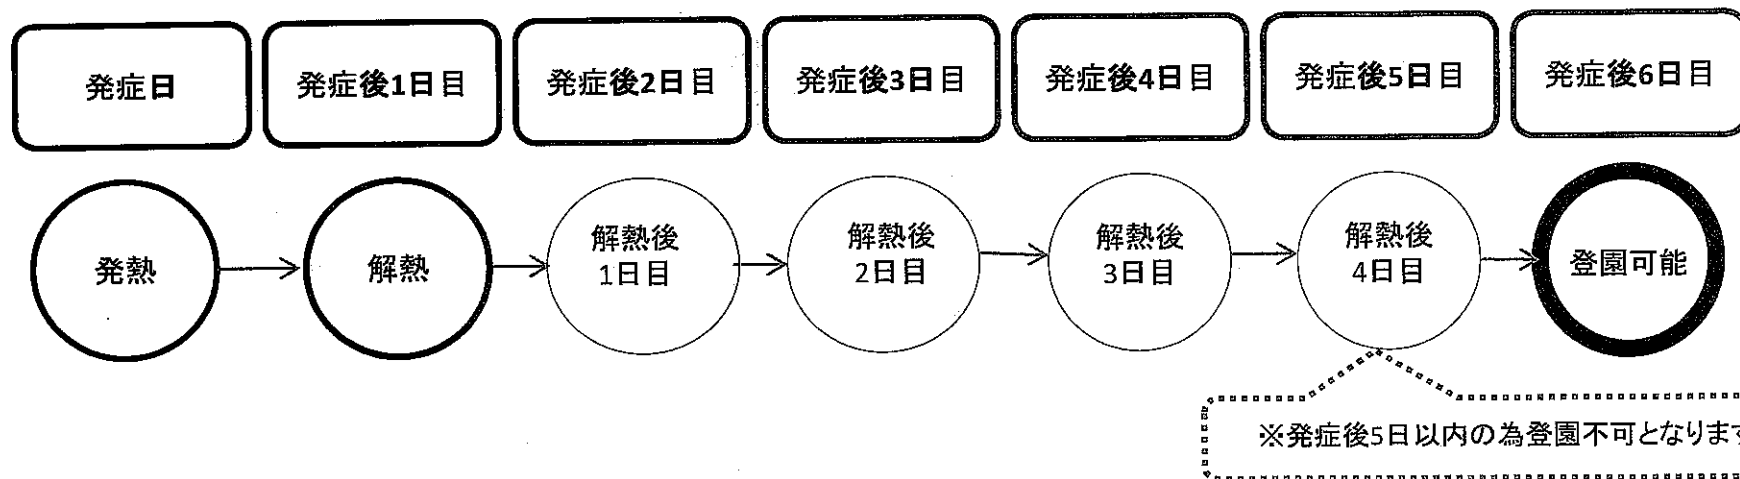 発症日
発症後1日目
発症後2日目
発症後3日目
発症後4日目
発症後5日目
発症後6日目
発熱
解熱
解熱後
1日目
解熱後
2日目
解熱後
3日目
解熱後
4日目
登園可能
※発症後5日以内の為登園不可となります